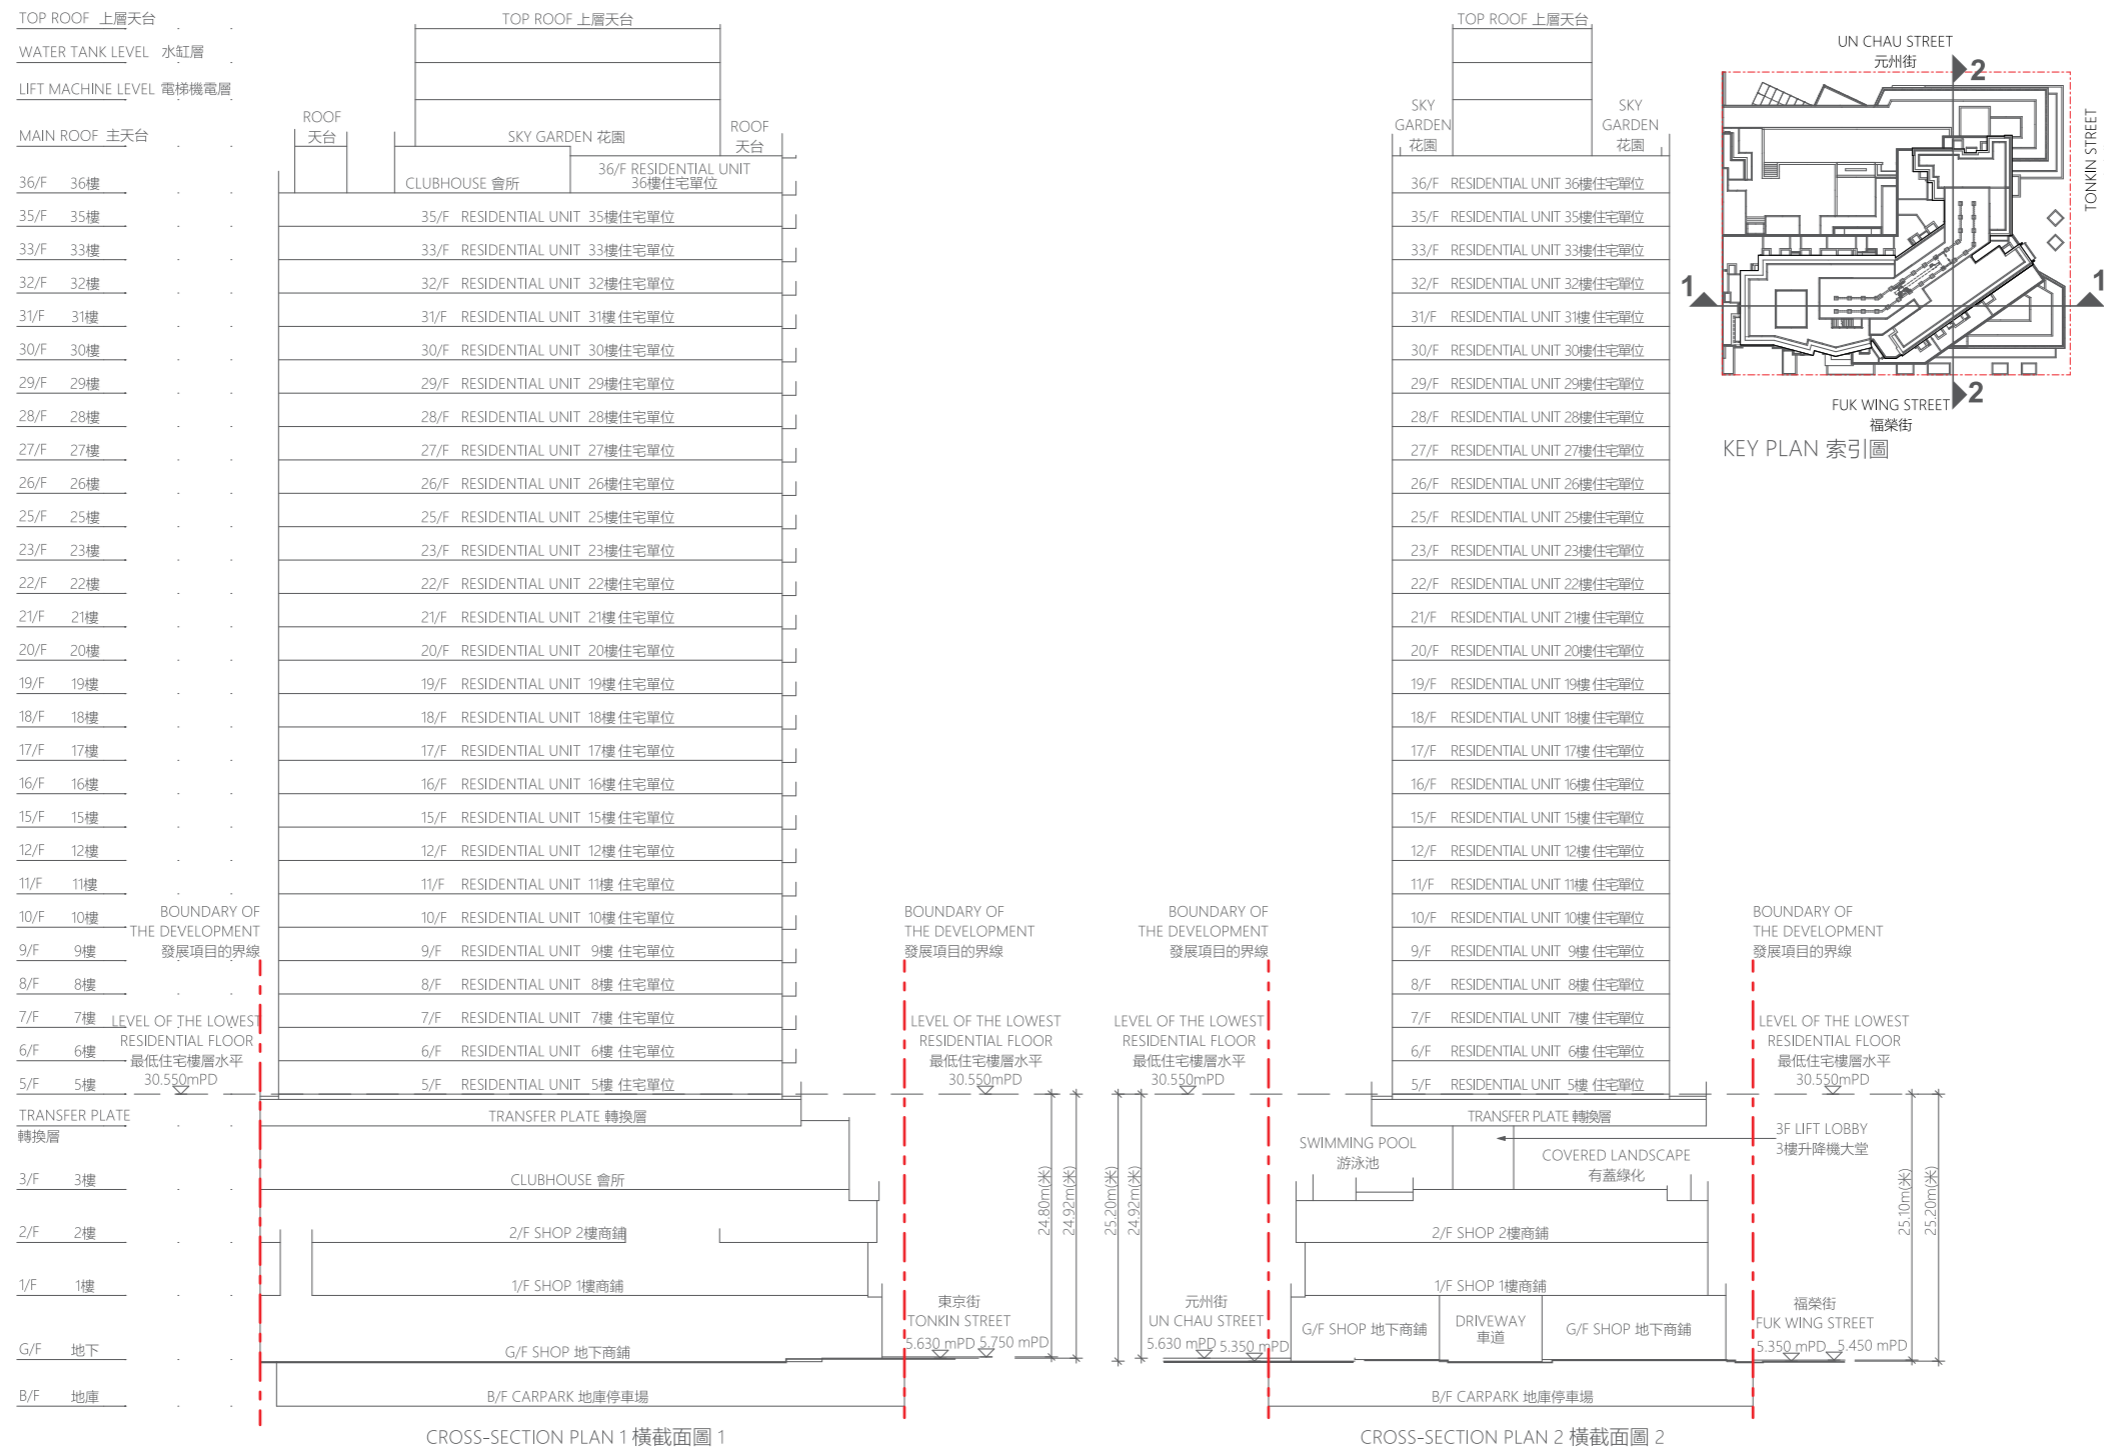 TOP ROOF 上層天台
WATER TANK LEVEL 水缸層
LIFT MACHINE LEVEL 電梯機電層
MAIN ROOF 主天台
36/F 36樓
35/F 35樓
33/F 33樓
32/F 32樓
31/F 31樓
30/F 30樓
29/F 29樓
28/F 28樓
27/F 27樓
26/F 26樓
25/F 25樓
23/F 23樓
22/F 22樓
21/F 21樓
20/F 20樓
19/F 19樓
18/F 18樓
17/F 17樓
16/F 16樓
15/F 15樓
12/F 12樓
11/F 11樓
10/F 10樓
9/F 9樓
8/F 8樓
7/F 7樓
6/F 6樓
5/F 5樓
TRANSFER PLATE
轉換層
3/F 3樓
2/F 2樓
1/F 1樓
G/F 地下
B/F 地庫
BOUNDARY OF
THE DEVELOPMENT
發展項目的界線
LEVEL OF THE LOWEST
RESIDENTIAL FLOOR
最低住宅樓層水平
30.550mPD
TOP ROOF 上層天台
ROOF
天台
SKY GARDEN 花園
ROOF
天台
CLUBHOUSE 會所
36/F RESIDENTIAL UNIT
36樓住宅單位
35/F RESIDENTIAL UNIT 35樓住宅單位
33/F RESIDENTIAL UNIT 33樓住宅單位
32/F RESIDENTIAL UNIT 32樓住宅單位
31/F RESIDENTIAL UNIT 31樓住宅單位
30/F RESIDENTIAL UNIT 30樓住宅單位
29/F RESIDENTIAL UNIT 29樓住宅單位
28/F RESIDENTIAL UNIT 28樓住宅單位
27/F RESIDENTIAL UNIT 27樓住宅單位
26/F RESIDENTIAL UNIT 26樓住宅單位
25/F RESIDENTIAL UNIT 25樓住宅單位
23/F RESIDENTIAL UNIT 23樓住宅單位
22/F RESIDENTIAL UNIT 22樓住宅單位
21/F RESIDENTIAL UNIT 21樓住宅單位
20/F RESIDENTIAL UNIT 20樓住宅單位
19/F RESIDENTIAL UNIT 19樓住宅單位
18/F RESIDENTIAL UNIT 18樓住宅單位
17/F RESIDENTIAL UNIT 17樓住宅單位
16/F RESIDENTIAL UNIT 16樓住宅單位
15/F RESIDENTIAL UNIT 15樓住宅單位
12/F RESIDENTIAL UNIT 12樓住宅單位
11/F RESIDENTIAL UNIT 11樓 住宅單位
10/F RESIDENTIAL UNIT 10樓住宅單位
9/F RESIDENTIAL UNIT 9樓 住宅單位
8/F RESIDENTIAL UNIT 8樓 住宅單位
7/F RESIDENTIAL UNIT 7樓 住宅單位
6/F RESIDENTIAL UNIT 6樓 住宅單位
5/F RESIDENTIAL UNIT 5樓 住宅單位
TRANSFER PLATE 轉換層
CLUBHOUSE 會所
2/F SHOP 2樓商鋪
1/F SHOP 1樓商鋪
G/F SHOP 地下商鋪
B/F CARPARK 地庫停車場
BOUNDARY OF
THE DEVELOPMENT
發展項目的界線
LEVEL OF THE LOWEST
RESIDENTIAL FLOOR
最低住宅樓層水平
30.550mPD
24.80m(米)
24.92m(米)
東京街
TONKIN STREET
5.630 mPD 5.750 mPD
CROSS-SECTION PLAN 1 橫截面圖 1
BOUNDARY OF
THE DEVELOPMENT
發展項目的界線
LEVEL OF THE LOWEST
RESIDENTIAL FLOOR
最低住宅樓層水平
30.550mPD
25.20m(米)
24.92m(米)
元州街
UN CHAU STREET
5.630 mPD 5.350 mPD
TOP ROOF 上層天台
SKY
GARDEN
花園
SKY
GARDEN
花園
36/F RESIDENTIAL UNIT 36樓住宅單位
35/F RESIDENTIAL UNIT 35樓住宅單位
33/F RESIDENTIAL UNIT 33樓住宅單位
32/F RESIDENTIAL UNIT 32樓住宅單位
31/F RESIDENTIAL UNIT 31樓住宅單位
30/F RESIDENTIAL UNIT 30樓住宅單位
29/F RESIDENTIAL UNIT 29樓住宅單位
28/F RESIDENTIAL UNIT 28樓住宅單位
27/F RESIDENTIAL UNIT 27樓住宅單位
26/F RESIDENTIAL UNIT 26樓住宅單位
25/F RESIDENTIAL UNIT 25樓住宅單位
23/F RESIDENTIAL UNIT 23樓住宅單位
22/F RESIDENTIAL UNIT 22樓住宅單位
21/F RESIDENTIAL UNIT 21樓住宅單位
20/F RESIDENTIAL UNIT 20樓住宅單位
19/F RESIDENTIAL UNIT 19樓住宅單位
18/F RESIDENTIAL UNIT 18樓住宅單位
17/F RESIDENTIAL UNIT 17樓住宅單位
16/F RESIDENTIAL UNIT 16樓住宅單位
15/F RESIDENTIAL UNIT 15樓住宅單位
12/F RESIDENTIAL UNIT 12樓住宅單位
11/F RESIDENTIAL UNIT 11樓 住宅單位
10/F RESIDENTIAL UNIT 10樓住宅單位
9/F RESIDENTIAL UNIT 9樓 住宅單位
8/F RESIDENTIAL UNIT 8樓 住宅單位
7/F RESIDENTIAL UNIT 7樓 住宅單位
6/F RESIDENTIAL UNIT 6樓 住宅單位
5/F RESIDENTIAL UNIT 5樓 住宅單位
TRANSFER PLATE 轉換層
SWIMMING POOL
游泳池
COVERED LANDSCAPE
有蓋綠化
3F LIFT LOBBY
3樓升降機大堂
2/F SHOP 2樓商鋪
1/F SHOP 1樓商鋪
G/F SHOP 地下商鋪
DRIVEWAY
車道
G/F SHOP 地下商鋪
B/F CARPARK 地庫停車場
BOUNDARY OF
THE DEVELOPMENT
發展項目的界線
LEVEL OF THE LOWEST
RESIDENTIAL FLOOR
最低住宅樓層水平
30.550mPD
25.10m(米)
25.20m(米)
福榮街
FUK WING STREET
5.350 mPD 5.450 mPD
CROSS-SECTION PLAN 2 橫截面圖 2
UN CHAU STREET
元州街
2
TONKIN STREET
1
1
2
FUK WING STREET
福榮街
KEY PLAN 索引圖